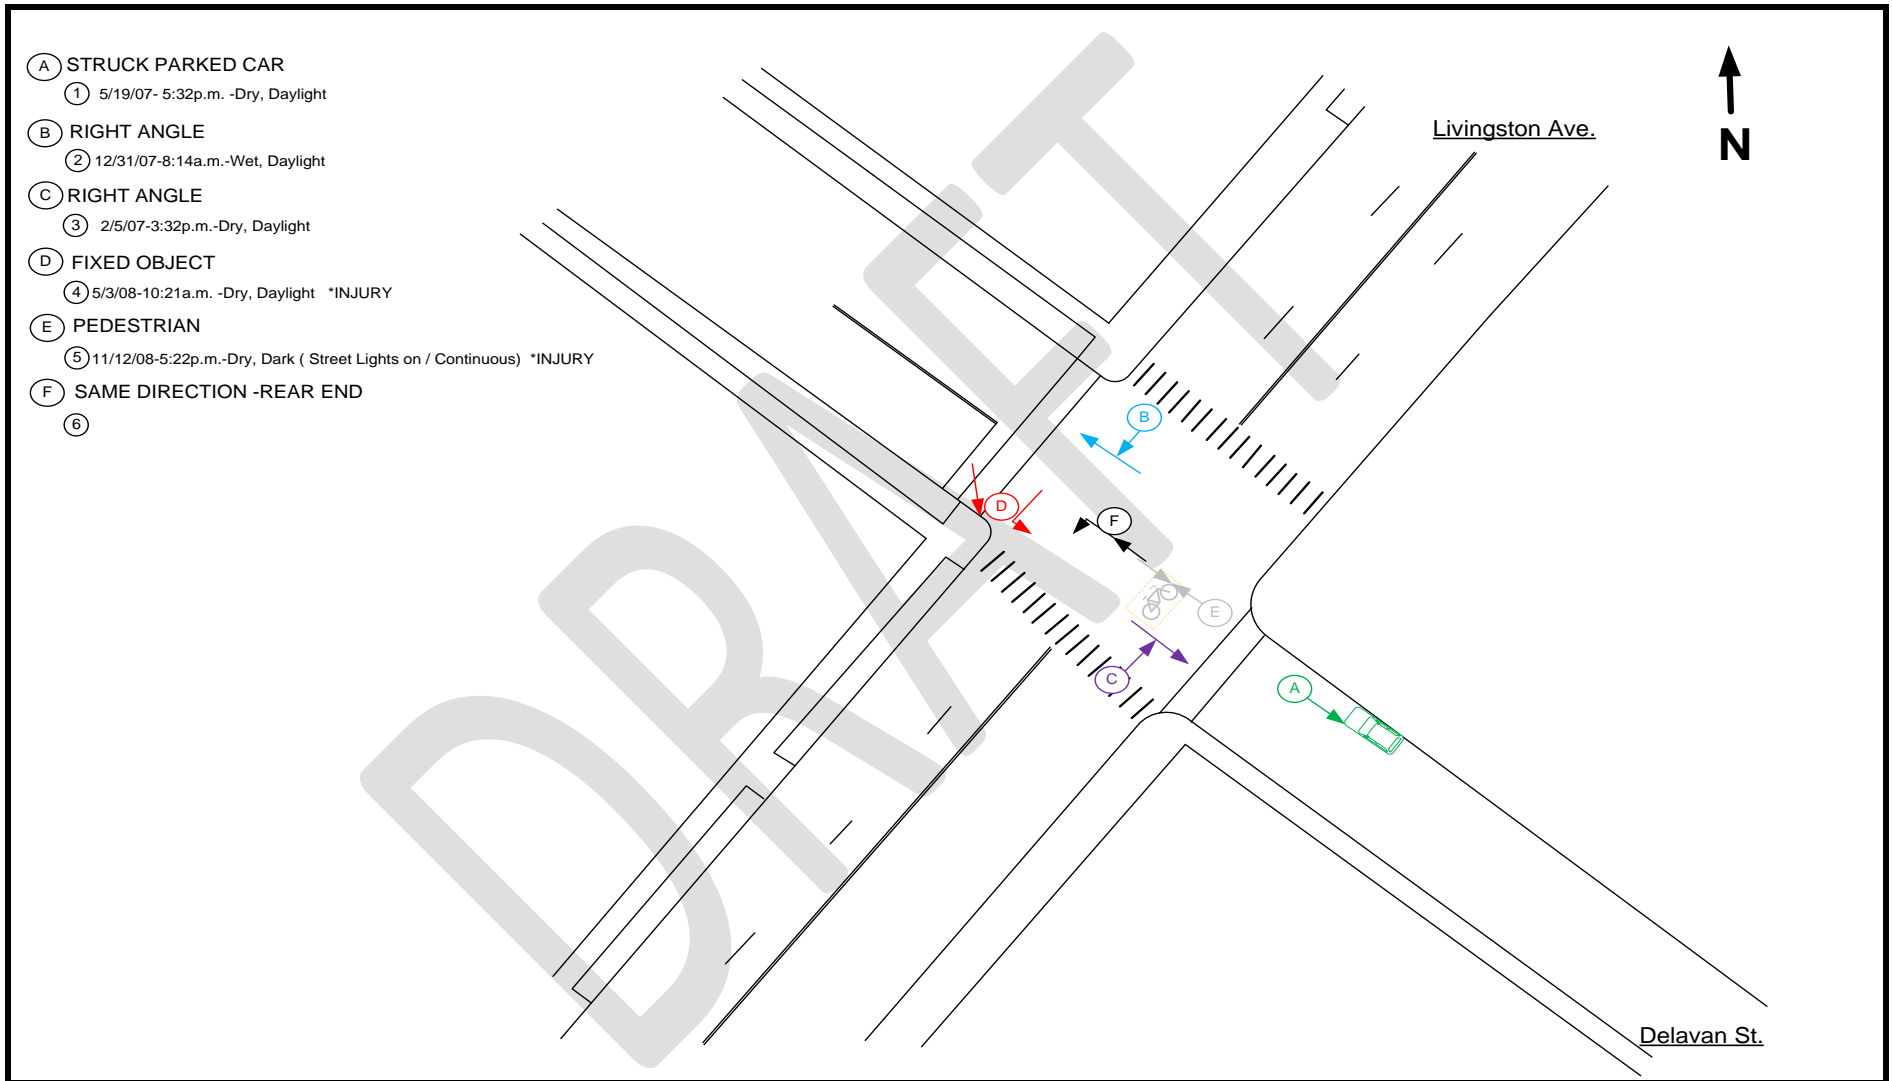 A STRUCK PARKED CAR
1 5/19/07- 5:32p.m. -Dry, Daylight
B RIGHT ANGLE
2 12/31/07-8:14a.m.-Wet, Daylight
C RIGHT ANGLE
3 2/5/07-3:32p.m.-Dry, Daylight
D FIXED OBJECT
4 5/3/08-10:21a.m. -Dry, Daylight *INJURY
E PEDESTRIAN
5 11/12/08-5:22p.m.-Dry, Dark ( Street Lights on / Continuous) *INJURY
F SAME DIRECTION -REAR END
6
Livingston Ave.
N
B
D
F
E
C
A
Delavan St.
DRAFT